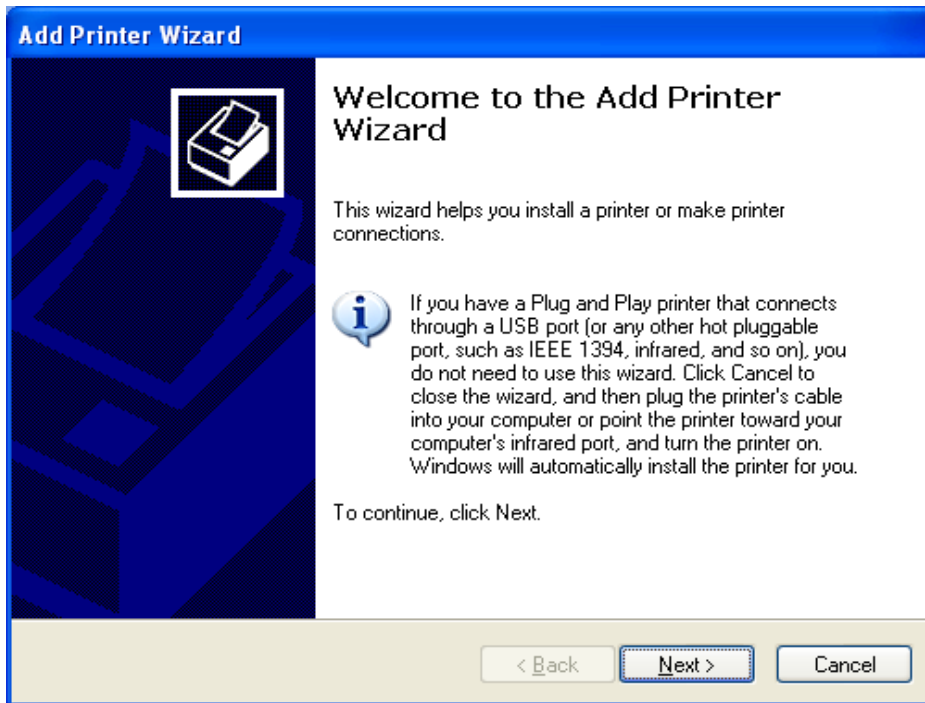 Add Printer Wizard
Welcome to the Add Printer
Wizard
This wizard helps you install a printer or make printer
connections.
If you have a Plug and Play printer that connects
through a USB port (or any other hot pluggable
port, such as IEEE 1394, infrared, and so on), you
do not need to use this wizard. Click Cancel to
close the wizard, and then plug the printer's cable
into your computer or point the printer toward your
computer's infrared port, and turn the printer on.
Windows will automatically install the printer for you.
To continue, click Next.
< Back Next > Cancel